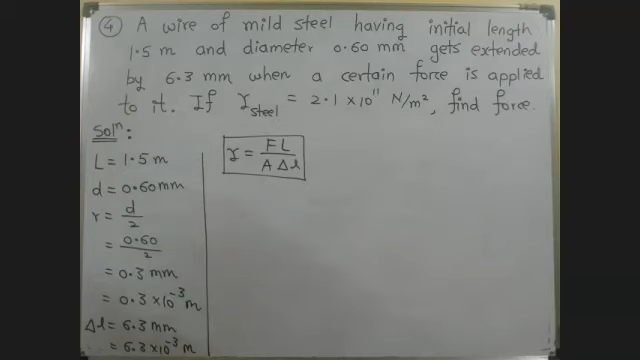 ④ A wire of mild steel having initial length
1.5 m and diameter 0.60 mm gets extended
by 6.3 mm when a certain force is applied
to it. If Y steel = 2.1 × 10¹¹ N/m², find force.
Solⁿ:
L = 1.5 m
d = 0.60 mm
r = d/2
= 0.60/2
= 0.3 mm
= 0.3 × 10⁻³ m
Δl = 6.3 mm
= 6.3 × 10⁻³ m
Y = FL / A Δl